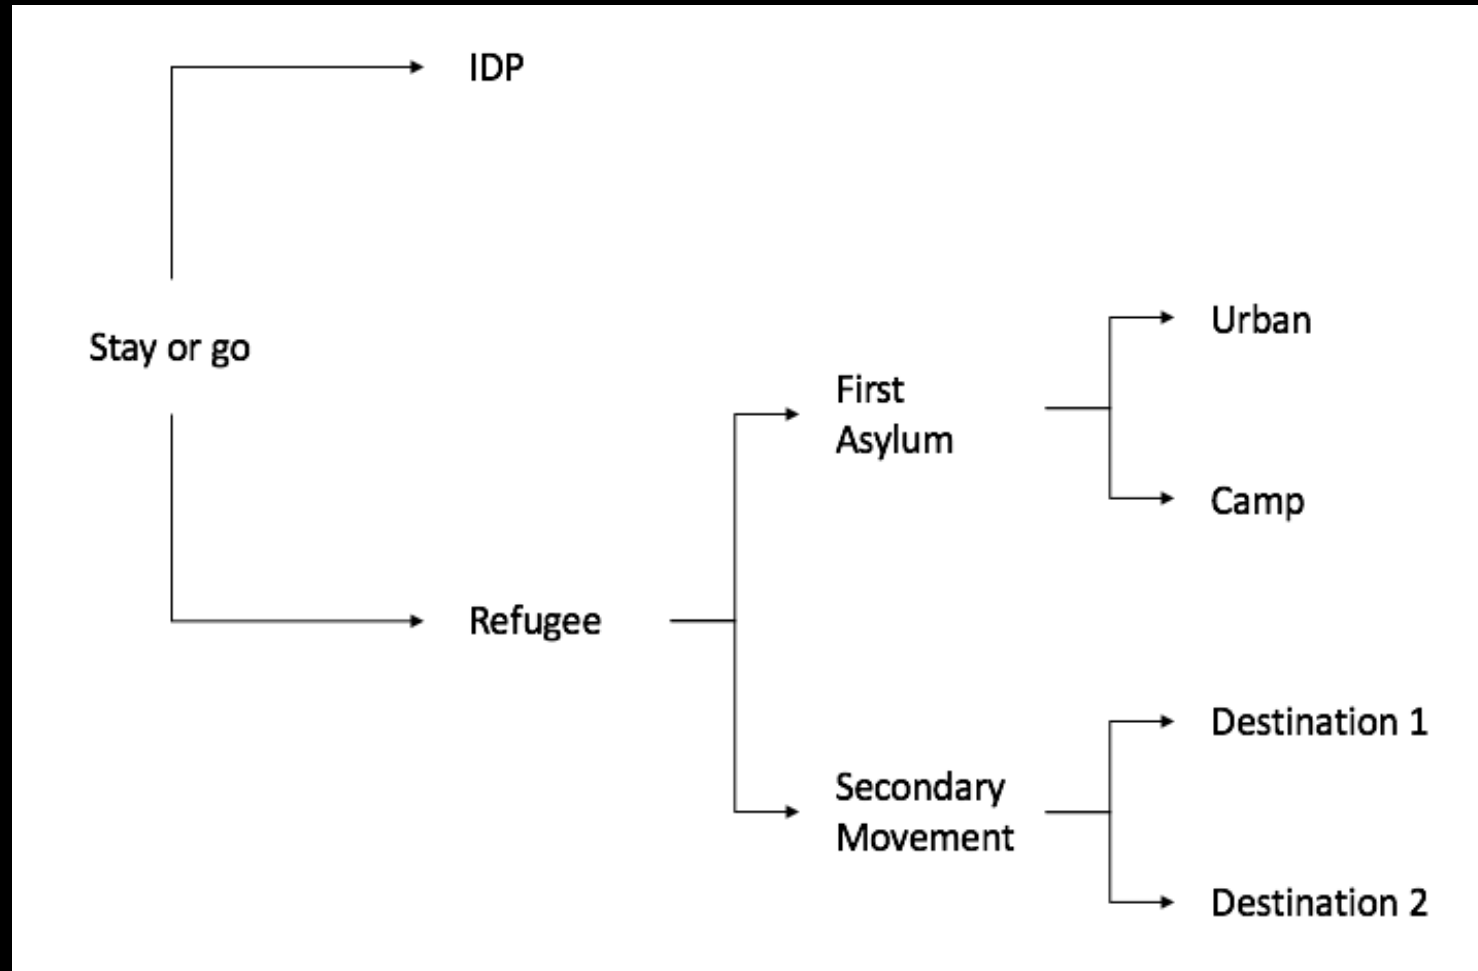 IDP
Stay or go
Refugee
First
Asylum
Secondary
Movement
Urban
Camp
Destination 1
Destination 2